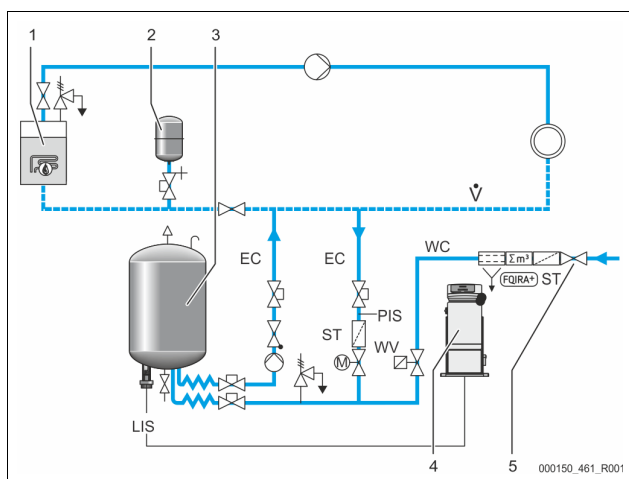 1
2
3
V̇
EC
EC
WC
Σm³
FQIRA+
ST
PIS
ST
M
WV
LIS
4
5
000150_461_R001